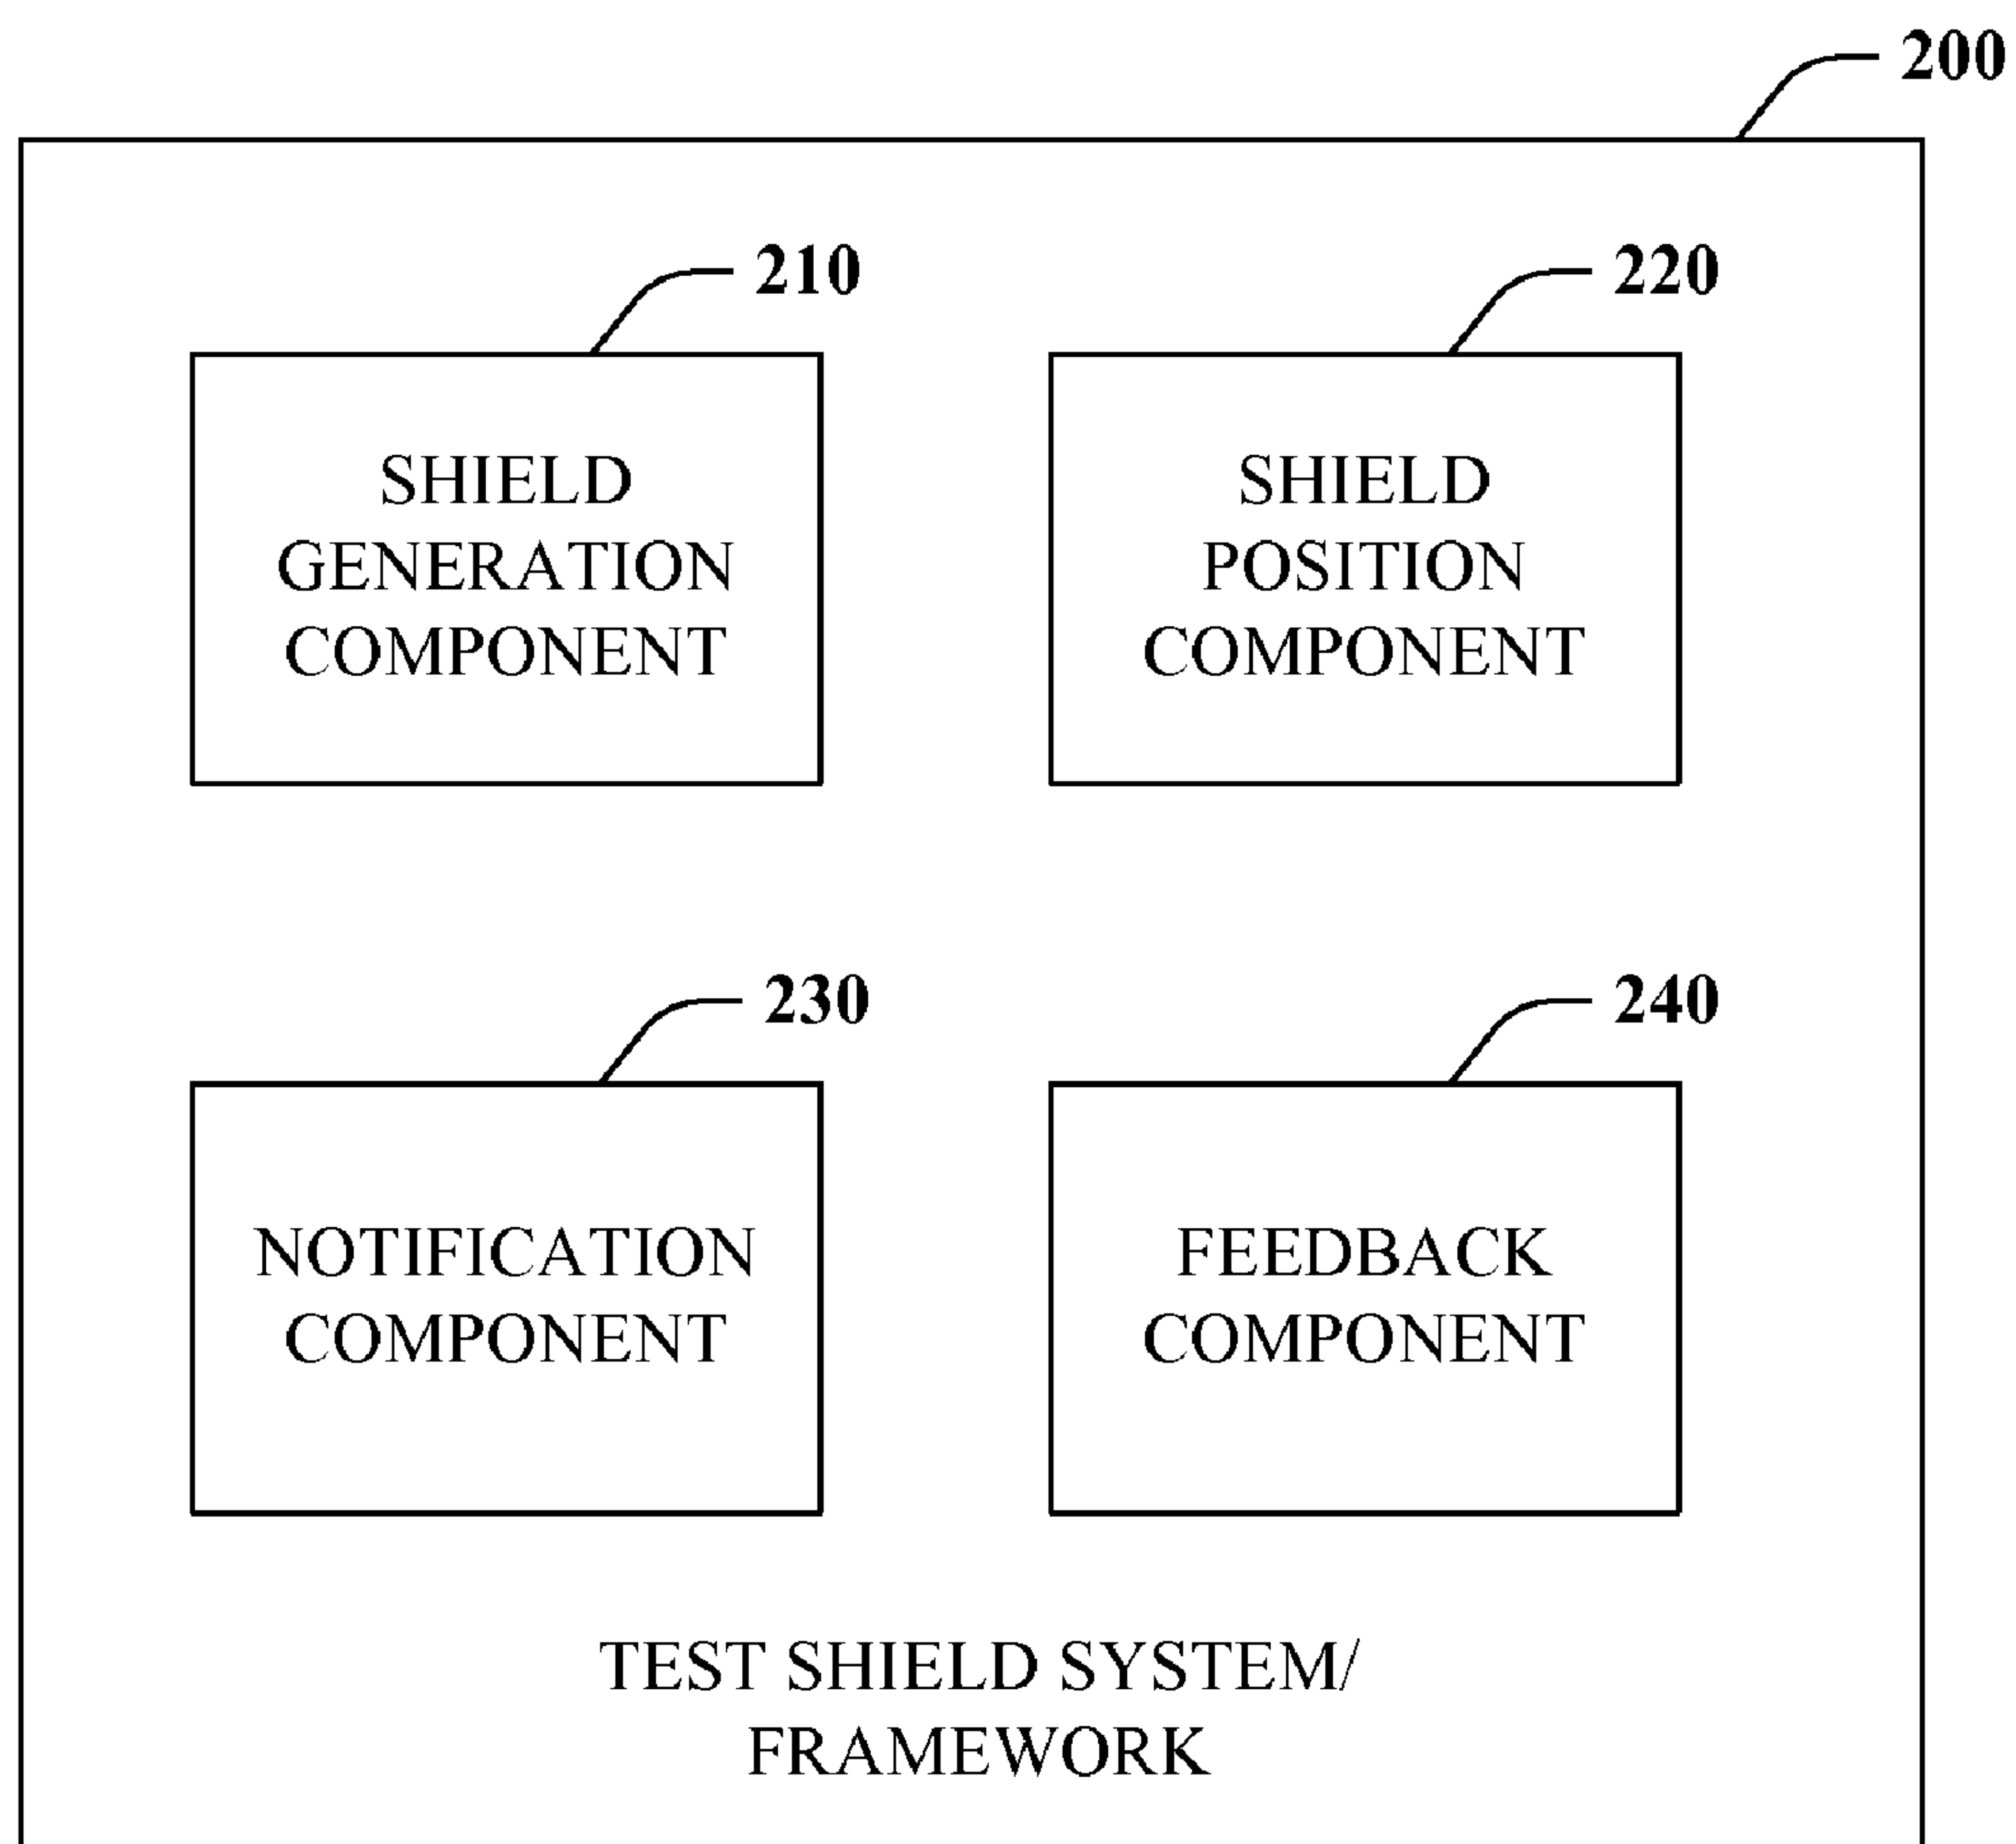 200
210
220
SHIELD
GENERATION
COMPONENT
SHIELD
POSITION
COMPONENT
230
240
NOTIFICATION
COMPONENT
FEEDBACK
COMPONENT
TEST SHIELD SYSTEM/
FRAMEWORK